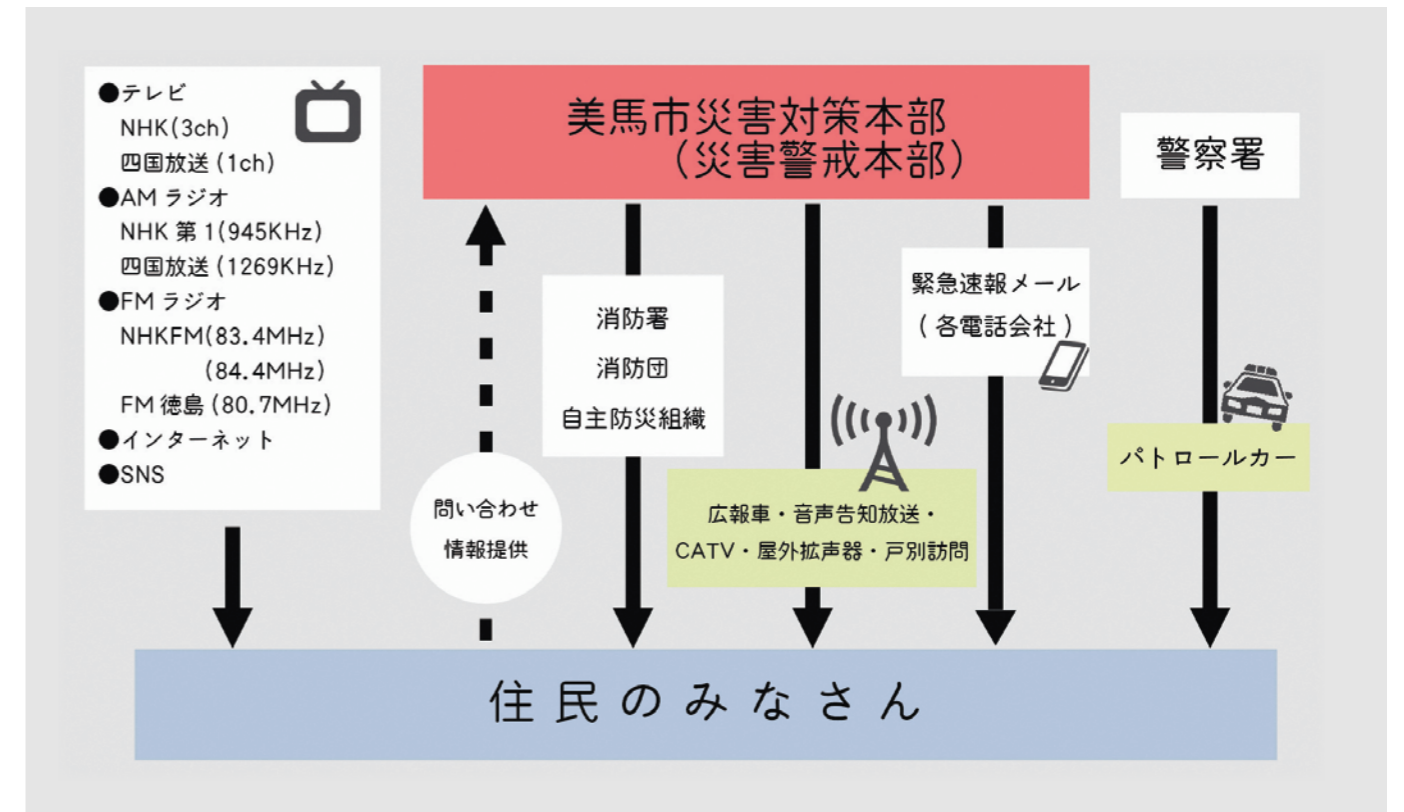 ●テレビ
NHK(3ch)
四国放送(1ch)
●AMラジオ
NHK第1(945KHz)
四国放送(1269KHz)
●FMラジオ
NHKFM(83.4MHz)
(84.4MHz)
FM徳島(80.7MHz)
●インターネット
●SNS
美馬市災害対策本部
(災害警戒本部)
警察署
問い合わせ
情報提供
消防署
消防団
自主防災組織
広報車・音声告知放送・
CATV・屋外拡声器・戸別訪問
緊急速報メール
(各電話会社)
パトロールカー
住民のみなさん